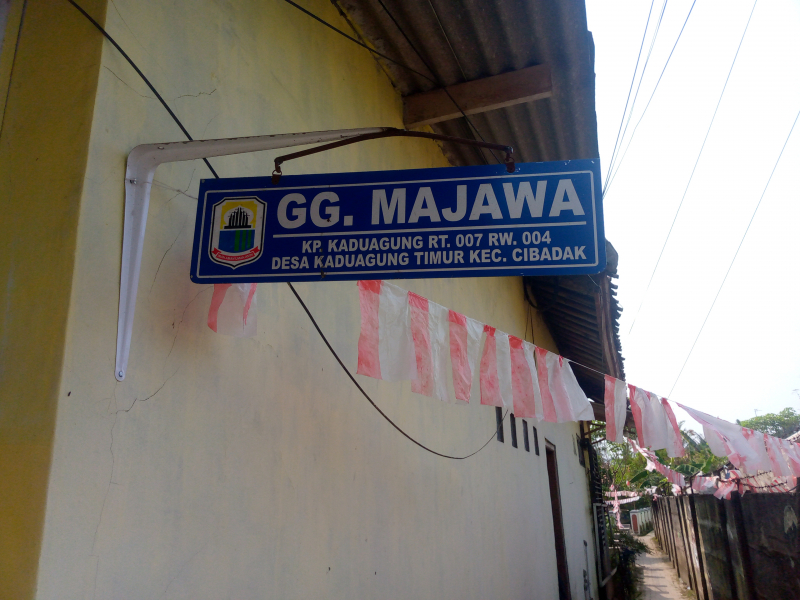 GG. MAJAWA
KP. KADUAGUNG RT. 007 RW. 004
DESA KADUAGUNG TIMUR KEC. CIBADAK